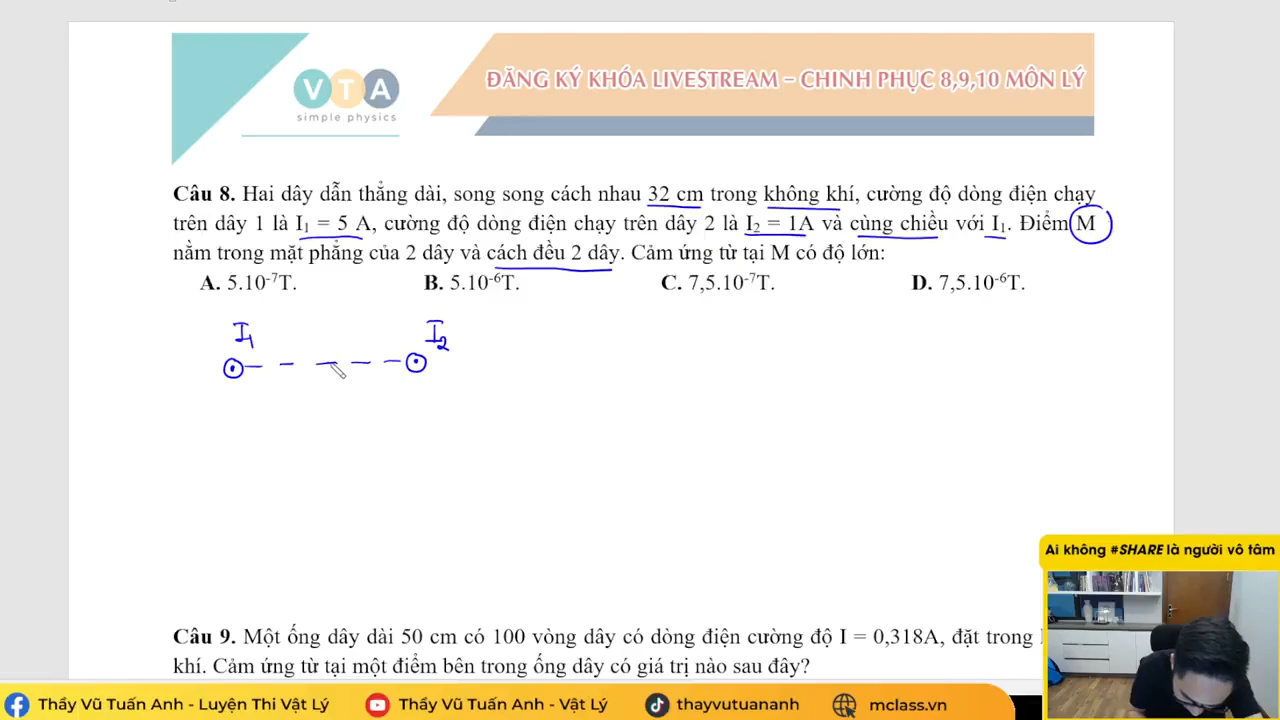 VTA
simple physics
ĐĂNG KÝ KHÓA LIVESTREAM – CHINH PHỤC 8,9,10 MÔN LÝ
Câu 8. Hai dây dẫn thẳng dài, song song cách nhau 32 cm trong không khí, cường độ dòng điện chạy
trên dây 1 là I₁ = 5 A, cường độ dòng điện chạy trên dây 2 là I₂ = 1A và cùng chiều với I₁. Điểm M
nằm trong mặt phẳng của 2 dây và cách đều 2 dây. Cảm ứng từ tại M có độ lớn:
A. 5.10⁻⁷T. B. 5.10⁻⁶T. C. 7,5.10⁻⁷T. D. 7,5.10⁻⁶T.
I₁ I₂
Ai không #SHARE là người vô tâm
Câu 9. Một ống dây dài 50 cm có 100 vòng dây có dòng điện cường độ I = 0,318A, đặt trong
khí. Cảm ứng từ tại một điểm bên trong ống dây có giá trị nào sau đây?
Thầy Vũ Tuấn Anh - Luyện Thi Vật Lý Thầy Vũ Tuấn Anh - Vật Lý thayvutuananh mclass.vn